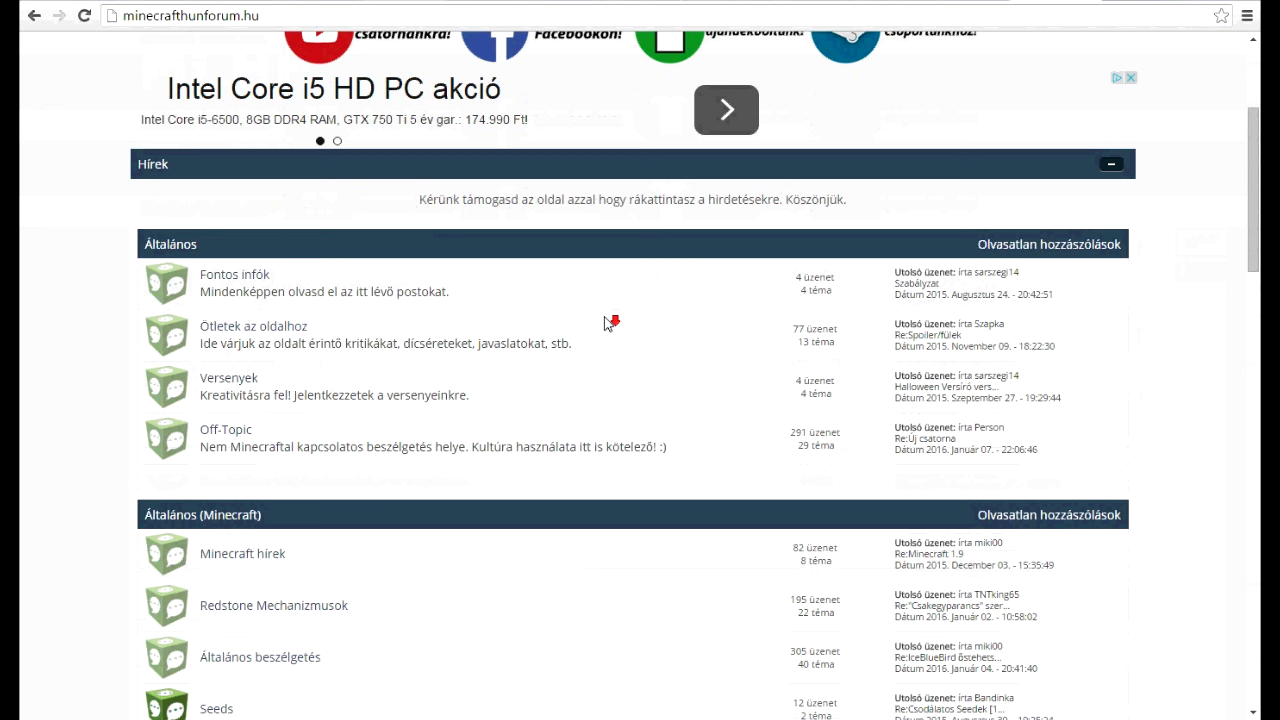 minecrafthunforum.hu
csatornánkra!
Facebookon!
ajándékboltunk!
csoportankhoz!
Intel Core i5 HD PC akció
Intel Core i5-6500, 8GB DDR4 RAM, GTX 750 Ti 5 év gar.: 174.990 Ft!
Hírek
Kérünk támogasd az oldal azzal hogy rákattintasz a hirdetésekre. Köszönjük.
Általános
Olvasatlan hozzászólások
Fontos infók
Mindenképpen olvasd el az itt lévő postokat.
4 üzenet
4 téma
Utolsó üzenet: írta sarszegi14
Szabályzat
Dátum 2015. Augusztus 24. - 20:42:51
Ötletek az oldalhoz
Ide várjuk az oldalt érintő kritikákat, dícséreteket, javaslatokat, stb.
77 üzenet
13 téma
Utolsó üzenet: írta Szapka
Re:Spoiler/fülek
Dátum 2015. November 09. - 18:22:30
Versenyek
Kreativitásra fel! Jelentkezzetek a versenyeinkre.
4 üzenet
4 téma
Utolsó üzenet: írta sarszegi14
Halloween Versíró vers...
Dátum 2015. Szeptember 27. - 19:29:44
Off-Topic
Nem Minecraftal kapcsolatos beszélgetés helye. Kultúra használata itt is kötelező! :)
291 üzenet
29 téma
Utolsó üzenet: írta Person
Re:Új csatorna
Dátum 2016. Január 07. - 22:06:46
Általános (Minecraft)
Olvasatlan hozzászólások
Minecraft hírek
82 üzenet
8 téma
Utolsó üzenet: írta miki00
Re:Minecraft 1.9
Dátum 2015. December 03. - 15:35:49
Redstone Mechanizmusok
195 üzenet
22 téma
Utolsó üzenet: írta TNTking65
Re:"Csakegyparancs" szer...
Dátum 2016. Január 02. - 10:58:02
Általános beszélgetés
305 üzenet
40 téma
Utolsó üzenet: írta miki00
Re:IceBlueBird őstehets...
Dátum 2016. Január 04. - 20:41:40
Seeds
12 üzenet
2 téma
Utolsó üzenet: írta Bandinka
Re:Csodálatos Seedek [1...